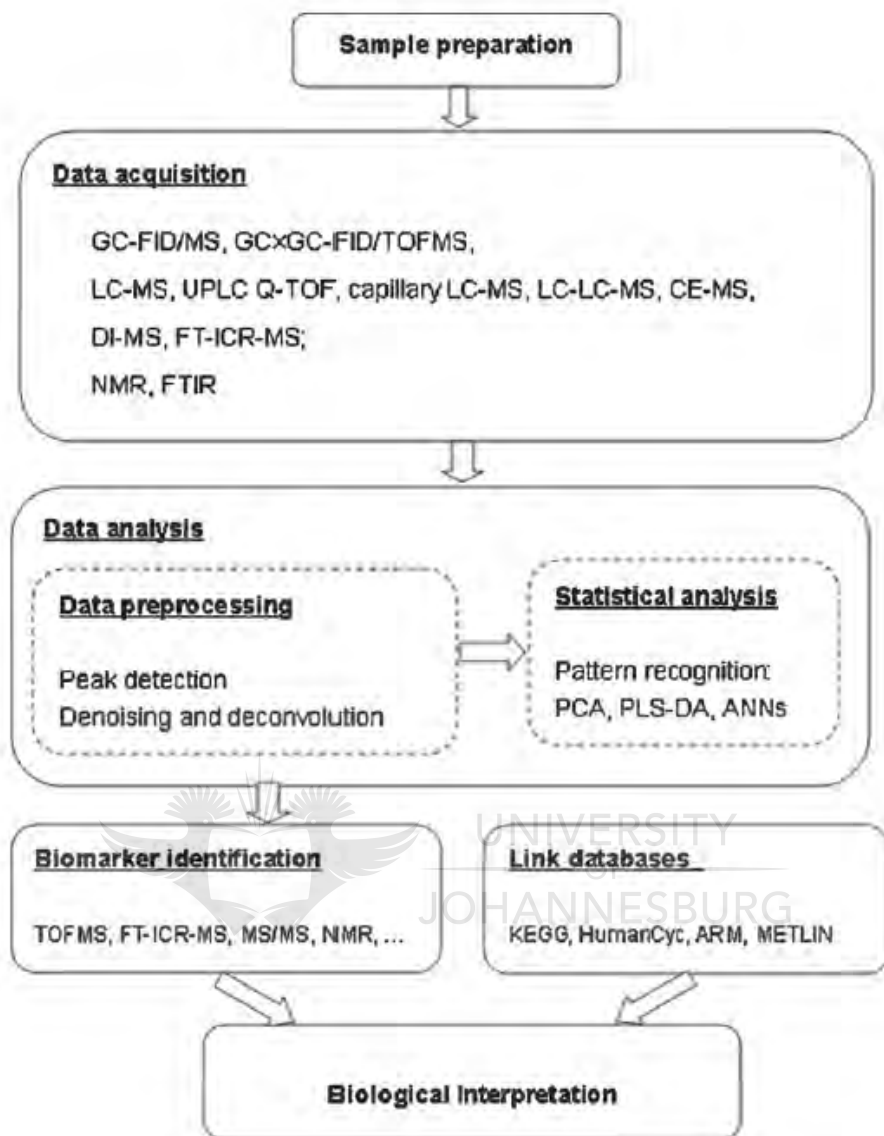 Sample preparation
Data acquisition
GC-FID/MS, GC×GC-FID/TOFMS,
LC-MS, UPLC Q-TOF, capillary LC-MS, LC-LC-MS, CE-MS,
DI-MS, FT-ICR-MS;
NMR, FTIR
Data analysis
Data preprocessing
Peak detection
Denoising and deconvolution
Statistical analysis
Pattern recognition:
PCA, PLS-DA, ANNs
Biomarker identification
TOFMS, FT-ICR-MS, MS/MS, NMR, ...
Link databases
KEGG, HumanCyc, ARM, METLIN
UNIVERSITY
OF
JOHANNESBURG
Biological Interpretation